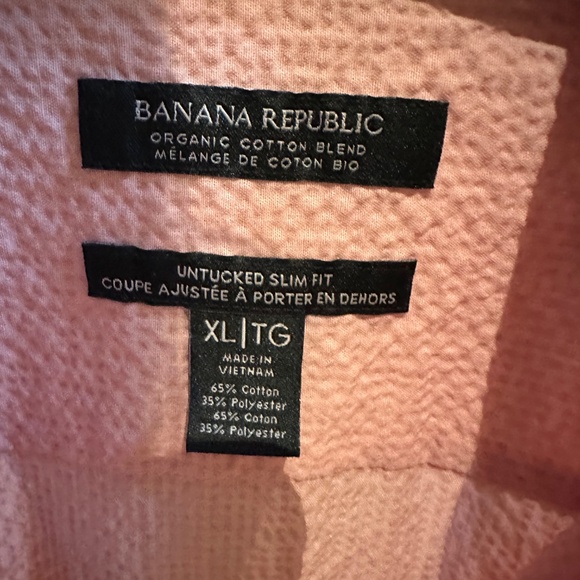 BANANA REPUBLIC
ORGANIC COTTON BLEND
MÉLANGE DE COTON BIO
UNTUCKED SLIM FIT
COUPE AJUSTÉE À PORTER EN DEHORS
XL|TG
MADE IN
VIETNAM
65% Cotton
35% Polyester
65% Coton
35% Polyester